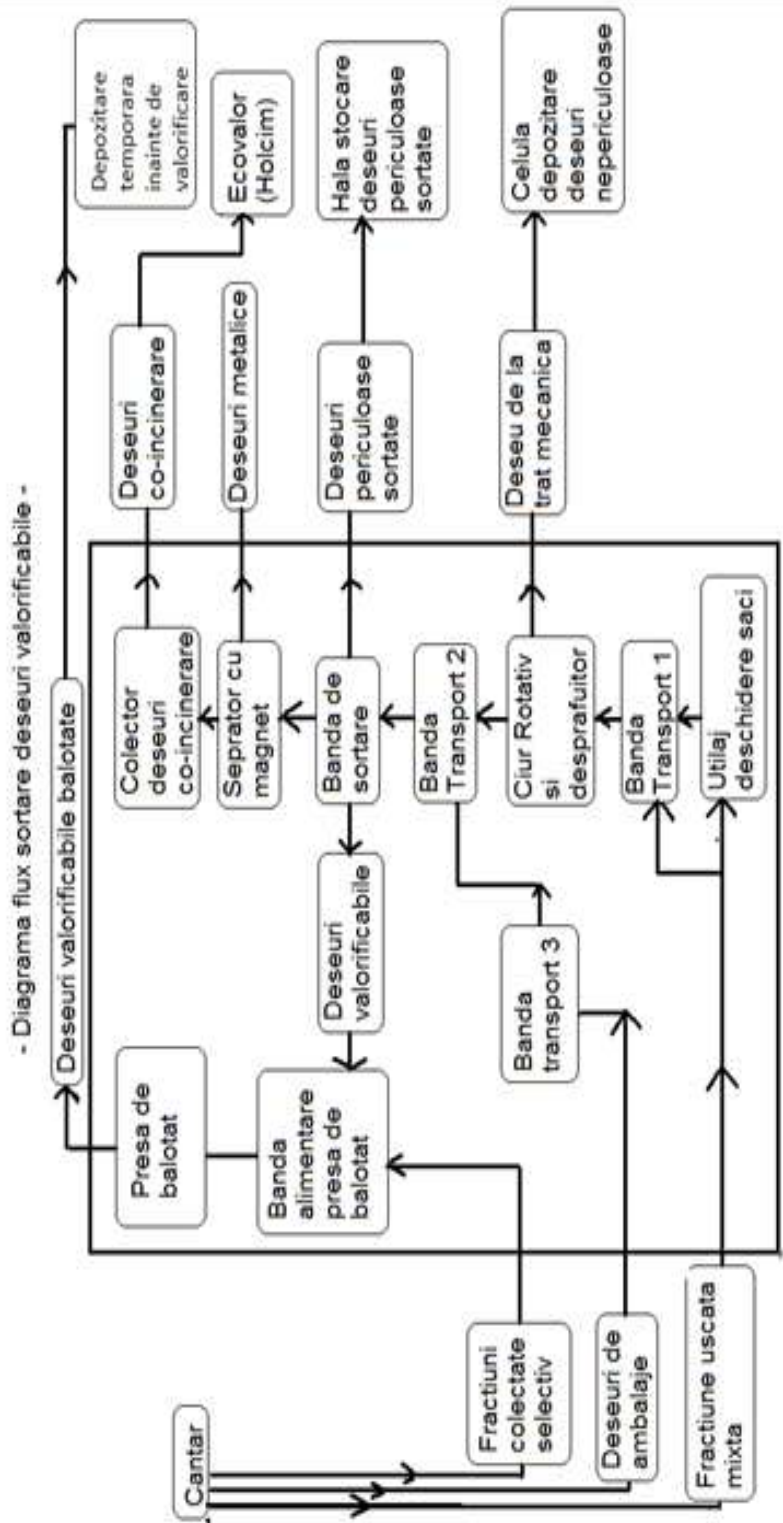 - Diagrama flux sortare deseuri valorificabile -
Cantar
Fractiuni
colectate
selectiv
Deseuri de
ambalaje
Fractiune uscata
mixta
Deseuri valorificabile balotate
Depozitare
temporara
inainte de
valorificare
Presa de
balotat
Banda
alimentare
presa de
balotat
Deseuri
valorificabile
Banda
transport 3
Colector
deseuri
co-incinerare
Seprator cu
magnet
Banda de
sortare
Banda
Transport 2
Ciur Rotativ
si
desprafuitor
Banda
Transport 1
Utilaj
deschidere saci
Deseuri
co-incinerare
Deseuri metalice
Deseuri
periculoase
sortate
Deseu de la
trat mecanica
Ecovalor
(Holcim)
Hala stocare
deseuri
periculoase
sortate
Celula
depozitare
deseuri
nepericuloase